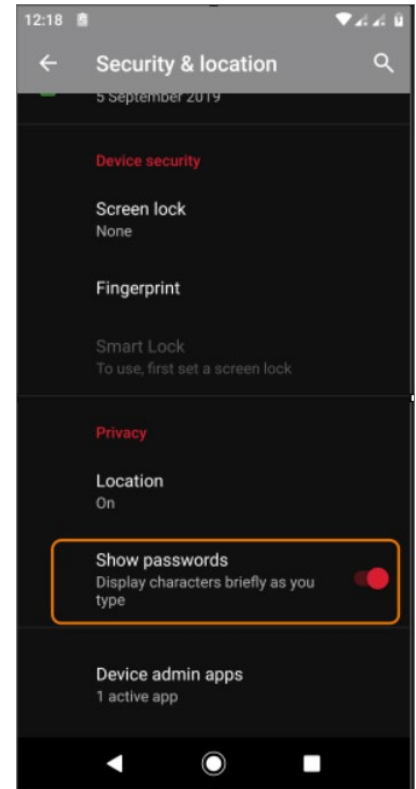 12:18
Security & location
5 September 2019
Device security
Screen lock
None
Fingerprint
Smart Lock
To use, first set a screen lock
Privacy
Location
On
Show passwords
Display characters briefly as you
type
Device admin apps
1 active app